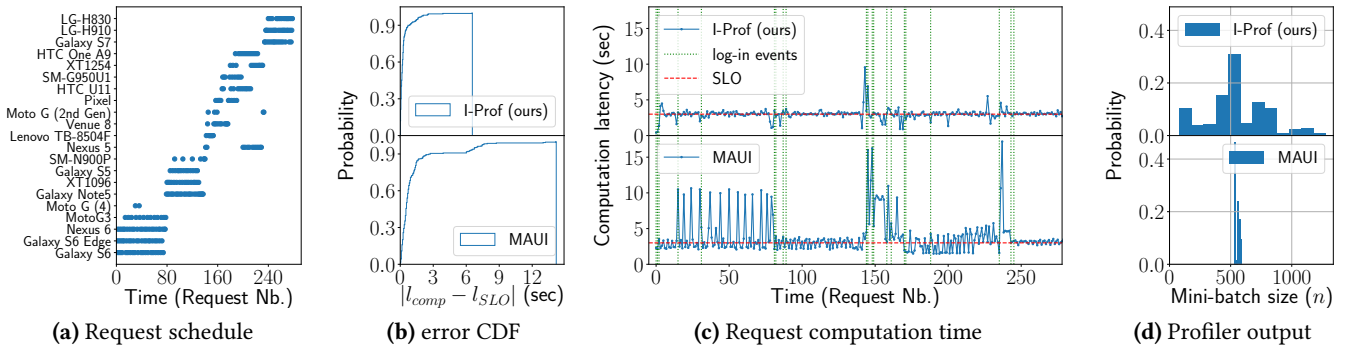 LG-H830
LG-H910
Galaxy S7
HTC One A9
XT1254
SM-G950U1
HTC U11
Pixel
Moto G (2nd Gen)
Venue 8
Lenovo TB-8504F
Nexus 5
SM-N900P
Galaxy S5
XT1096
Galaxy Note5
Moto G (4)
MotoG3
Nexus 6
Galaxy S6 Edge
Galaxy S6
0 80 160 240
Time (Request Nb.)
(a) Request schedule
Probability
0.9
0.6
0.3
0.0
I-Prof (ours)
0.9
0.6
0.3
0.0
MAUI
0 3 6 9 12
|l_comp − l_SLO| (sec)
(b) error CDF
Computation latency (sec)
15
10
5
0
I-Prof (ours)
log-in events
SLO
15
10
5
0
MAUI
0 50 100 150 200 250
Time (Request Nb.)
(c) Request computation time
Probability
0.4
0.2
0.0
I-Prof (ours)
0.4
0.2
0.0
MAUI
0 500 1000
Mini-batch size (n)
(d) Profiler output